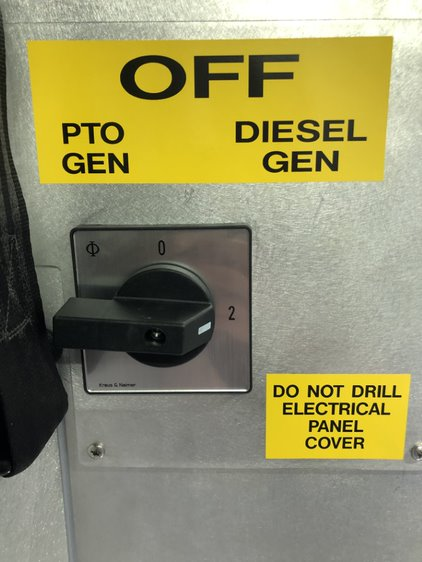 OFF
PTO DIESEL
GEN GEN
0
2
Kraus & Naimer
DO NOT DRILL
ELECTRICAL
PANEL
COVER